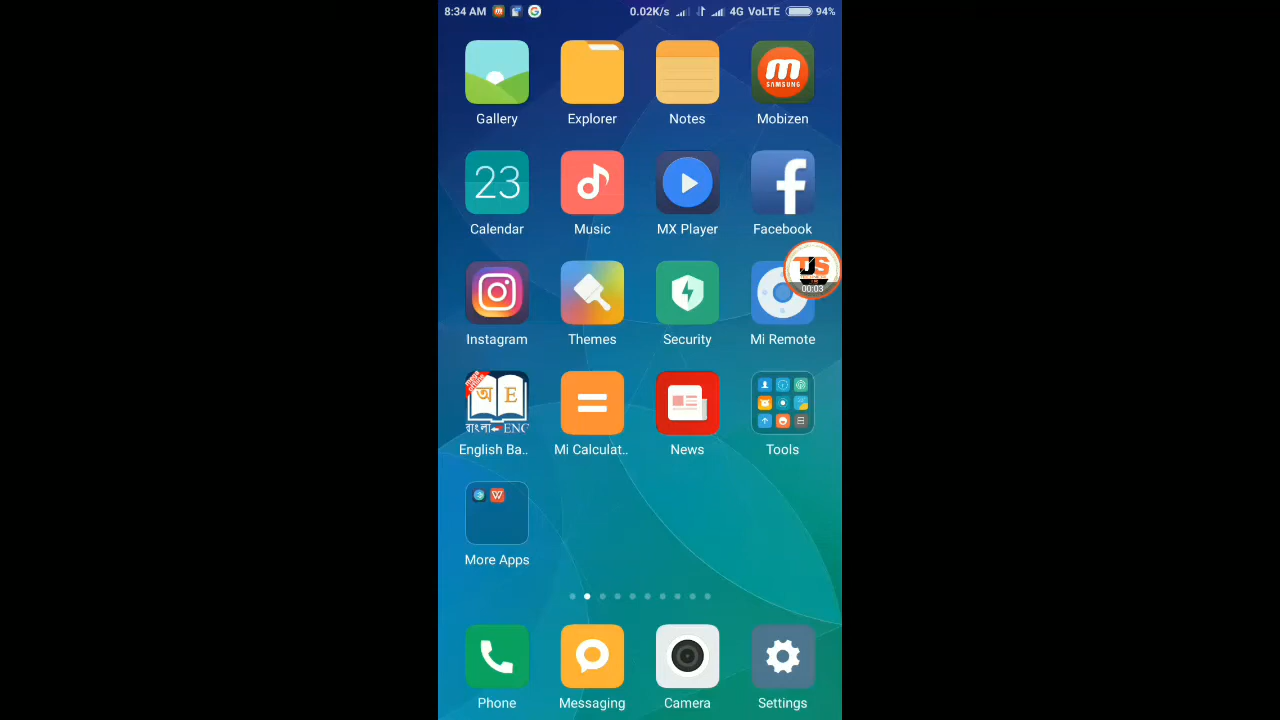 8:34 AM 0.02K/s 4G VoLTE 94%
m
SAMSUNG
Gallery Explorer Notes Mobizen
23
Calendar Music MX Player Facebook
TJS
00:03
Instagram Themes Security Mi Remote
অ E
বাংলা ENG
English Ba.. Mi Calculat.. News Tools
W
More Apps
Phone Messaging Camera Settings